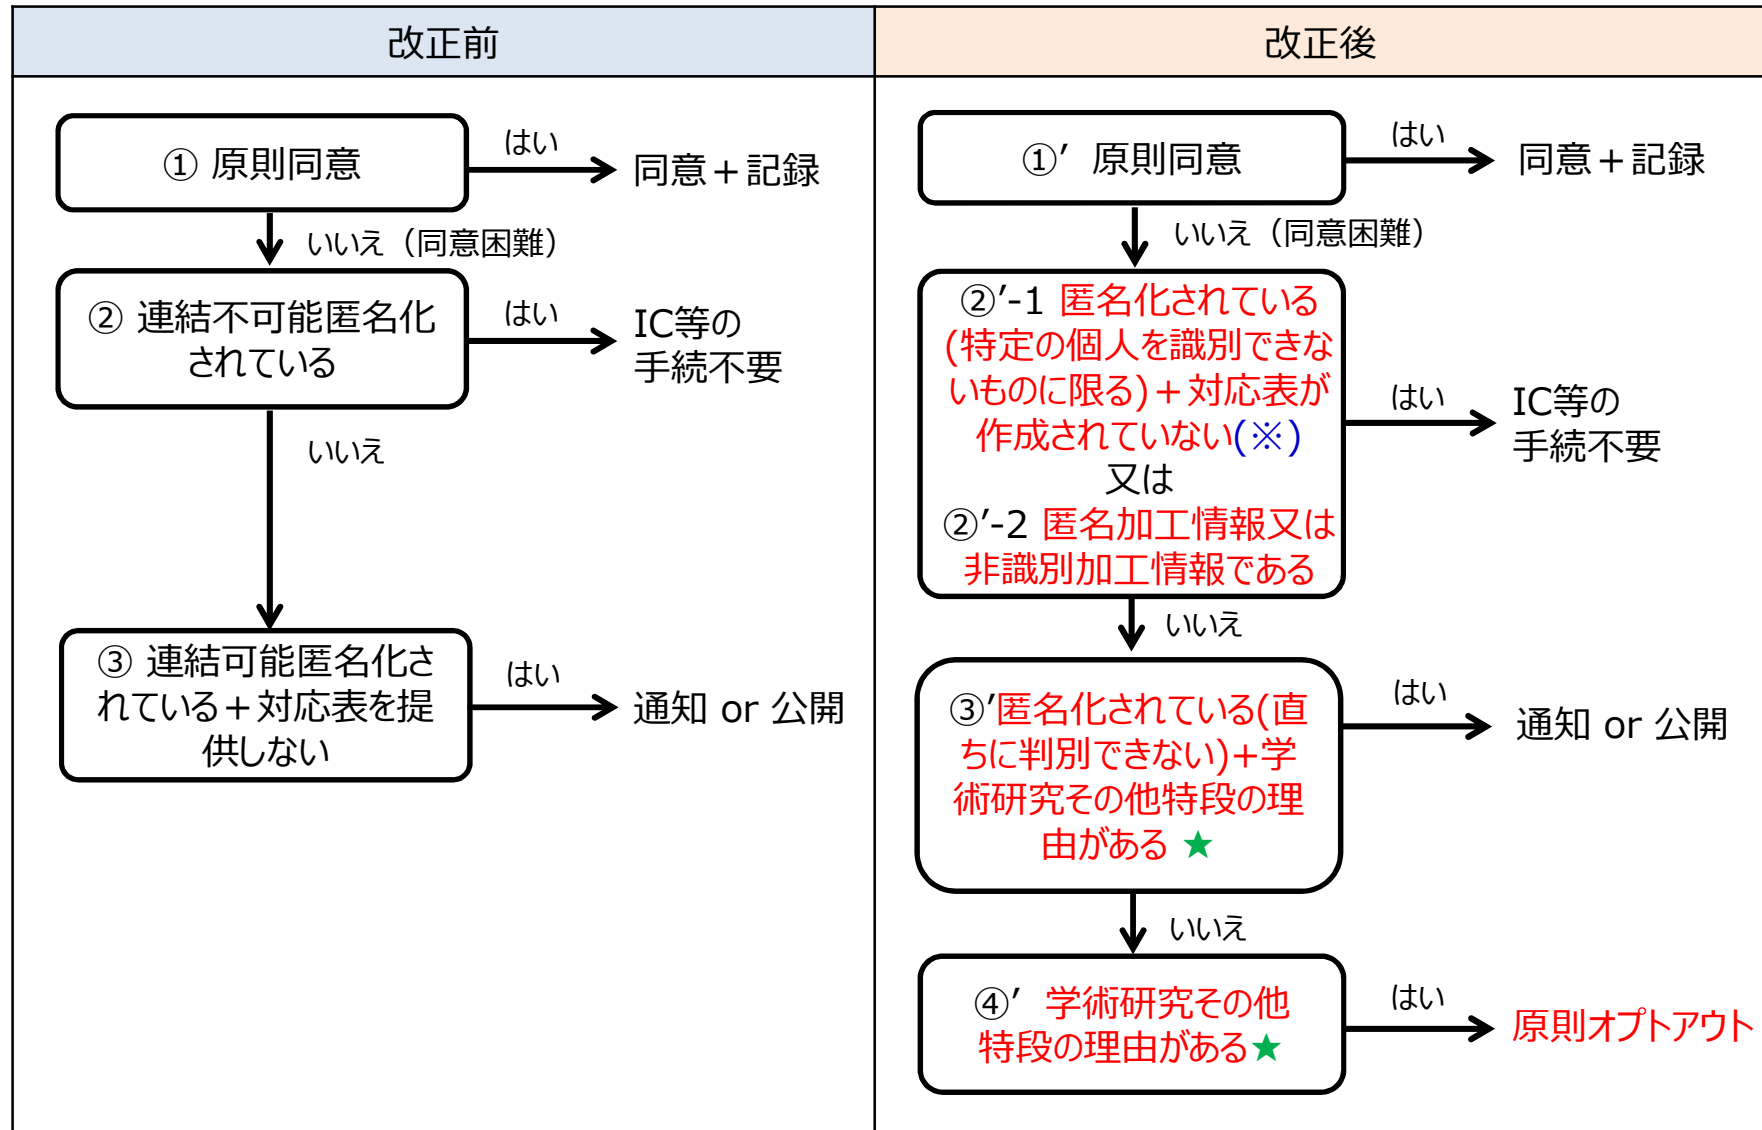 改正前
① 原則同意
はい
同意＋記録
いいえ（同意困難）
② 連結不可能匿名化
されている
はい
IC等の
手続不要
いいえ
③ 連結可能匿名化さ
れている＋対応表を提
供しない
はい
通知 or 公開
改正後
①′ 原則同意
はい
同意＋記録
いいえ（同意困難）
②′-1 匿名化されている
(特定の個人を識別できな
いものに限る)＋対応表が
作成されていない(※)
又は
②′-2 匿名加工情報又は
非識別加工情報である
はい
IC等の
手続不要
いいえ
③′匿名化されている(直
ちに判別できない)+学
術研究その他特段の理
由がある ★
はい
通知 or 公開
いいえ
④′ 学術研究その他
特段の理由がある★
はい
原則オプトアウト